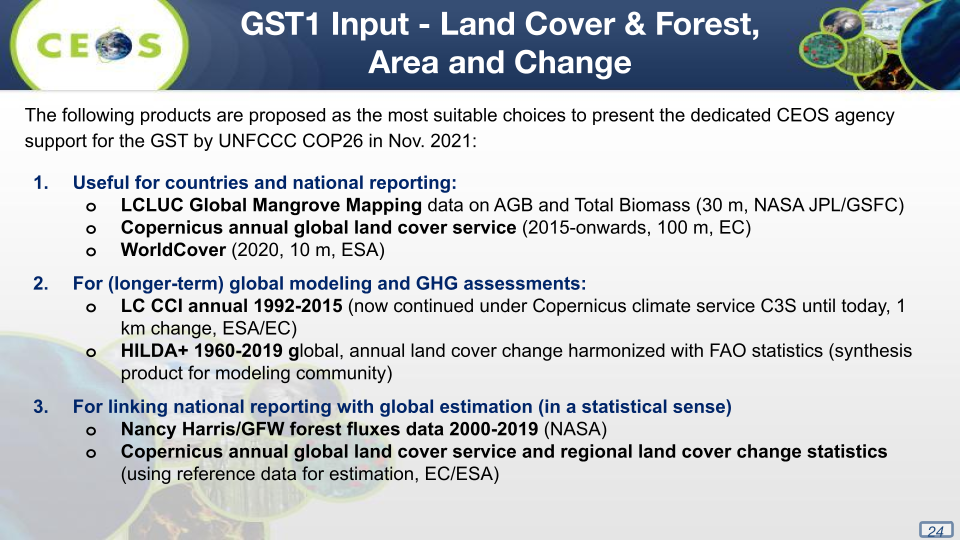 CEOS
GST1 Input - Land Cover & Forest,
Area and Change
The following products are proposed as the most suitable choices to present the dedicated CEOS agency
support for the GST by UNFCCC COP26 in Nov. 2021:
1. Useful for countries and national reporting:
o LCLUC Global Mangrove Mapping data on AGB and Total Biomass (30 m, NASA JPL/GSFC)
o Copernicus annual global land cover service (2015-onwards, 100 m, EC)
o WorldCover (2020, 10 m, ESA)
2. For (longer-term) global modeling and GHG assessments:
o LC CCI annual 1992-2015 (now continued under Copernicus climate service C3S until today, 1
km change, ESA/EC)
o HILDA+ 1960-2019 global, annual land cover change harmonized with FAO statistics (synthesis
product for modeling community)
3. For linking national reporting with global estimation (in a statistical sense)
o Nancy Harris/GFW forest fluxes data 2000-2019 (NASA)
o Copernicus annual global land cover service and regional land cover change statistics
(using reference data for estimation, EC/ESA)
24